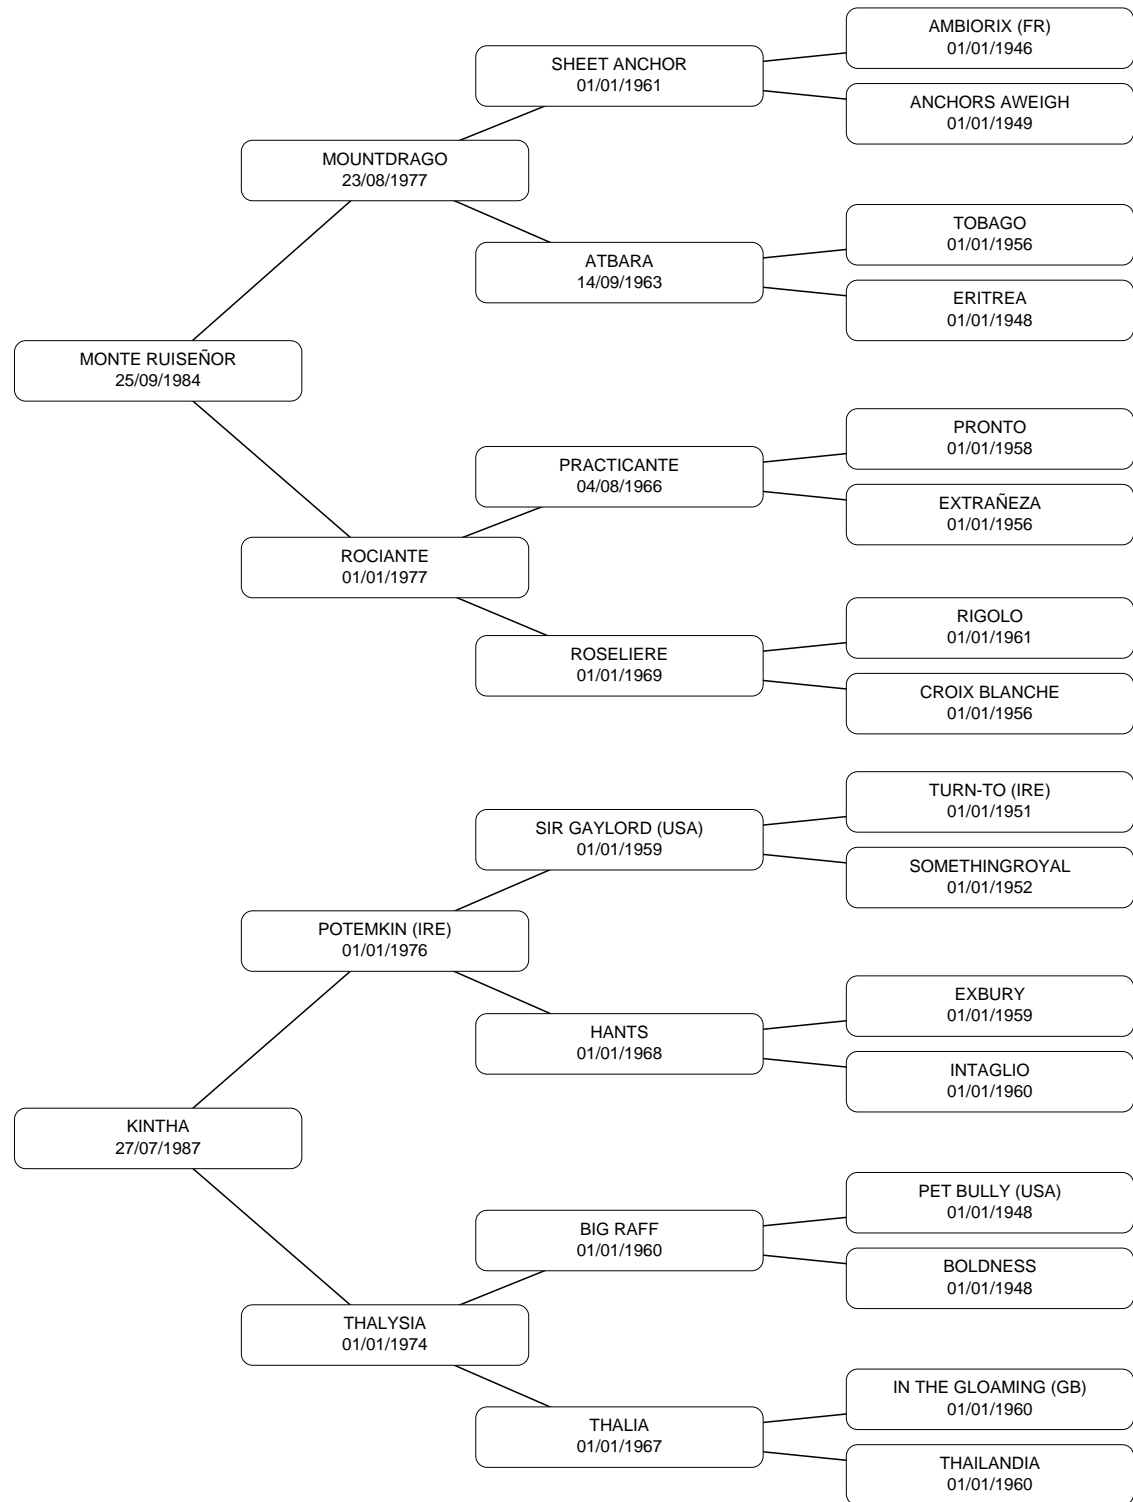 AMBIORIX (FR)
01/01/1946
SHEET ANCHOR
01/01/1961
ANCHORS AWEIGH
01/01/1949
MOUNTDRAGO
23/08/1977
TOBAGO
01/01/1956
ATBARA
14/09/1963
ERITREA
01/01/1948
MONTE RUISEÑOR
25/09/1984
PRONTO
01/01/1958
PRACTICANTE
04/08/1966
EXTRAÑEZA
01/01/1956
ROCIANTE
01/01/1977
RIGOLO
01/01/1961
ROSELIERE
01/01/1969
CROIX BLANCHE
01/01/1956
TURN-TO (IRE)
01/01/1951
SIR GAYLORD (USA)
01/01/1959
SOMETHINGROYAL
01/01/1952
POTEMKIN (IRE)
01/01/1976
EXBURY
01/01/1959
HANTS
01/01/1968
INTAGLIO
01/01/1960
KINTHA
27/07/1987
PET BULLY (USA)
01/01/1948
BIG RAFF
01/01/1960
BOLDNESS
01/01/1948
THALYSIA
01/01/1974
IN THE GLOAMING (GB)
01/01/1960
THALIA
01/01/1967
THAILANDIA
01/01/1960